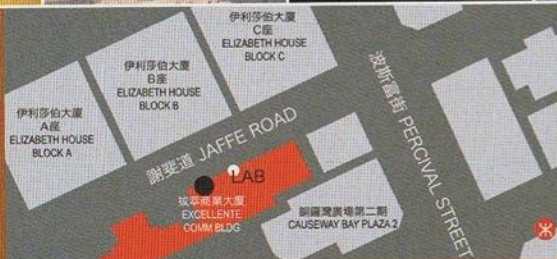 伊利莎伯大廈
C座
ELIZABETH HOUSE
BLOCK C
伊利莎伯大廈
B座
ELIZABETH HOUSE
BLOCK B
伊利莎伯大廈
A座
ELIZABETH HOUSE
BLOCK A
謝斐道 JAFFE ROAD
波斯富街 PERCIVAL STREET
LAB
拔萃商業大廈
EXCELLENTE
COMM BLDG
銅鑼灣廣場第二期
CAUSEWAY BAY PLAZA 2